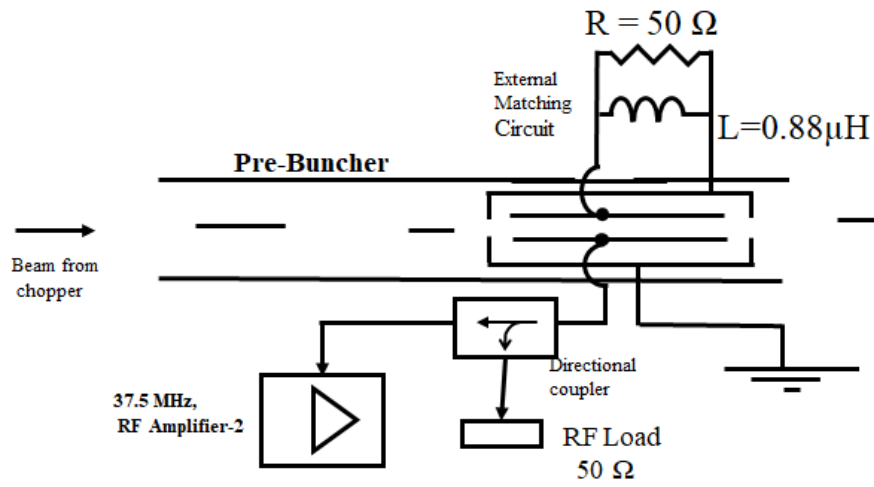 R = 50 Ω
External
Matching
Circuit
L=0.88μH
Pre-Buncher
Beam from
chopper
Directional
coupler
37.5 MHz,
RF Amplifier-2
RF Load
50 Ω